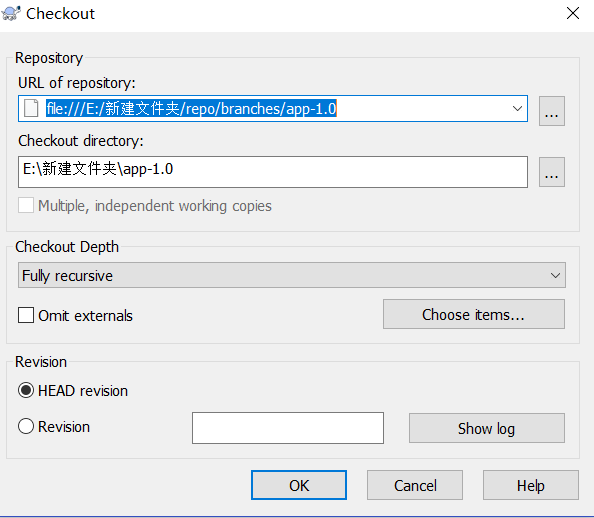 Checkout
Repository
URL of repository:
file:///E:/新建文件夹/repo/branches/app-1.0
...
Checkout directory:
E:\新建文件夹\app-1.0
...
Multiple, independent working copies
Checkout Depth
Fully recursive
Omit externals
Choose items...
Revision
HEAD revision
Revision
Show log
OK
Cancel
Help